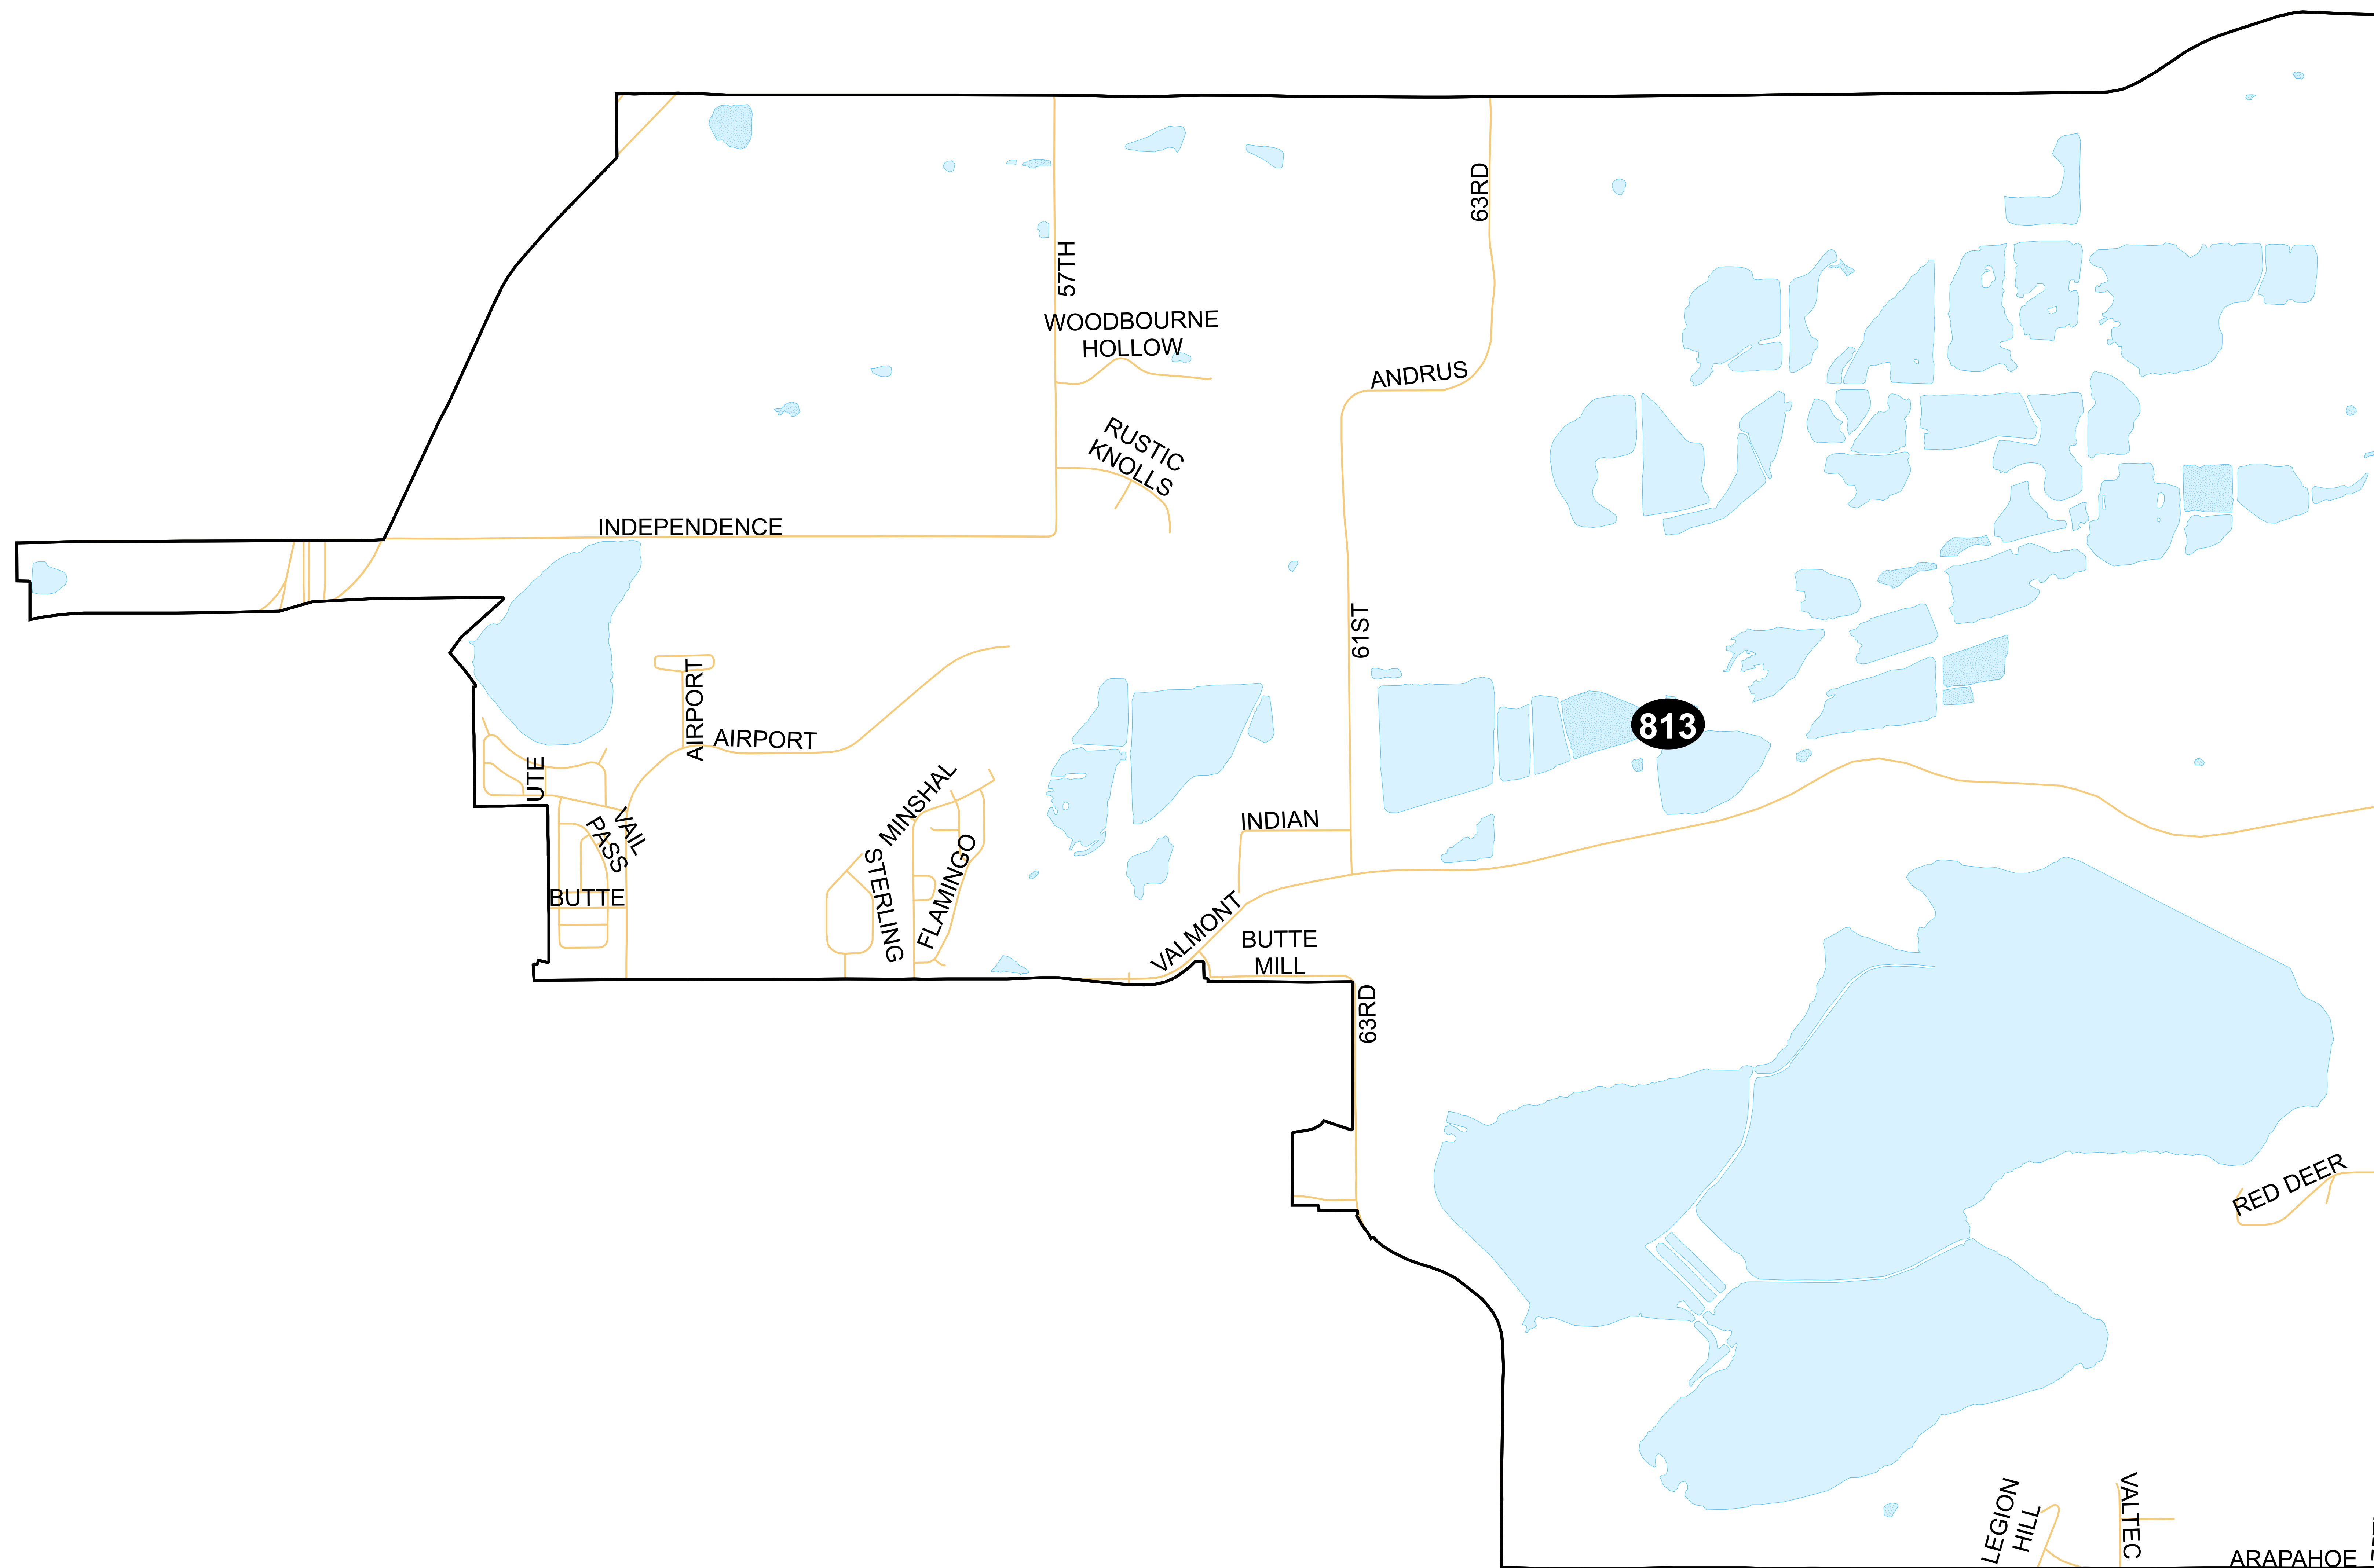 63RD
57TH
WOODBOURNE
HOLLOW
ANDRUS
RUSTIC
KNOLLS
INDEPENDENCE
61ST
AIRPORT
AIRPORT
813
UTE
VAIL
PASS
MINSHAL
STERLING
FLAMINGO
INDIAN
BUTTE
VALMONT
BUTTE
MILL
63RD
RED DEER
LEGION
HILL
VALTEC
ARAPAHOE